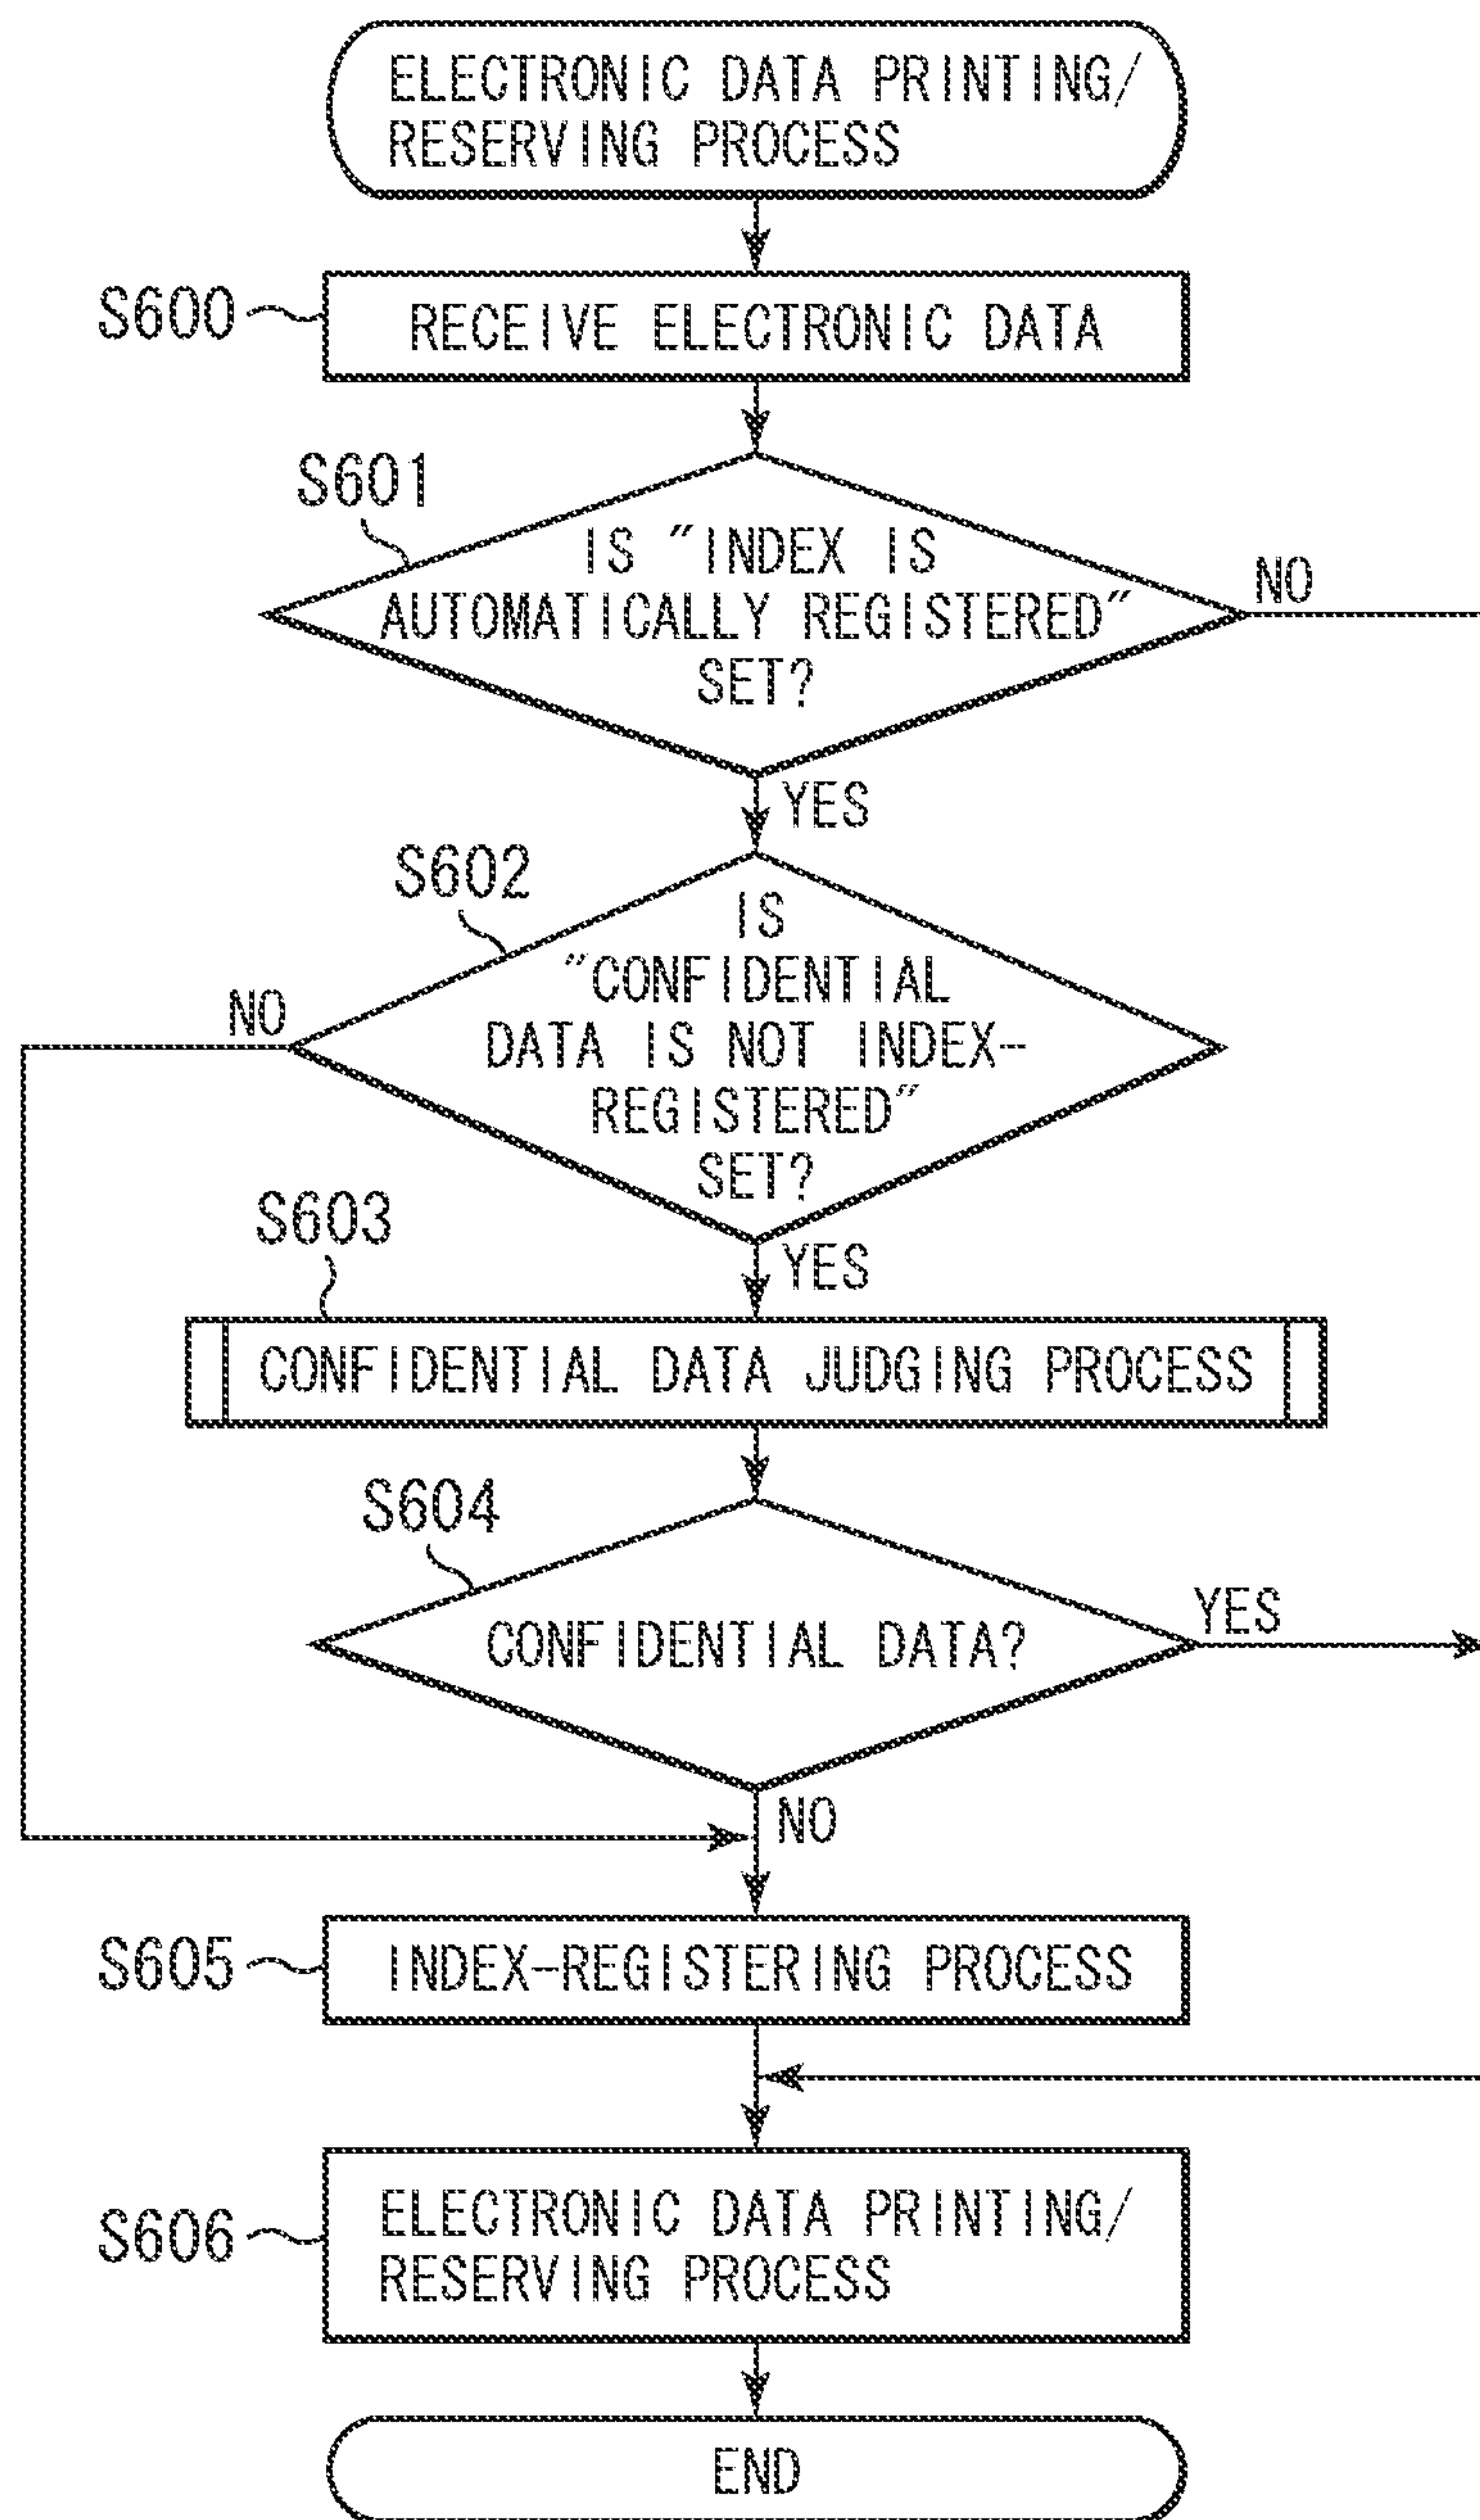 ELECTRONIC DATA PRINTING/
RESERVING PROCESS
S600
RECEIVE ELECTRONIC DATA
S601
IS "INDEX IS
AUTOMATICALLY REGISTERED"
SET?
NO
YES
S602
IS
"CONFIDENTIAL
DATA IS NOT INDEX-
REGISTERED"
SET?
NO
YES
S603
CONFIDENTIAL DATA JUDGING PROCESS
S604
CONFIDENTIAL DATA?
YES
NO
S605
INDEX-REGISTERING PROCESS
S606
ELECTRONIC DATA PRINTING/
RESERVING PROCESS
END